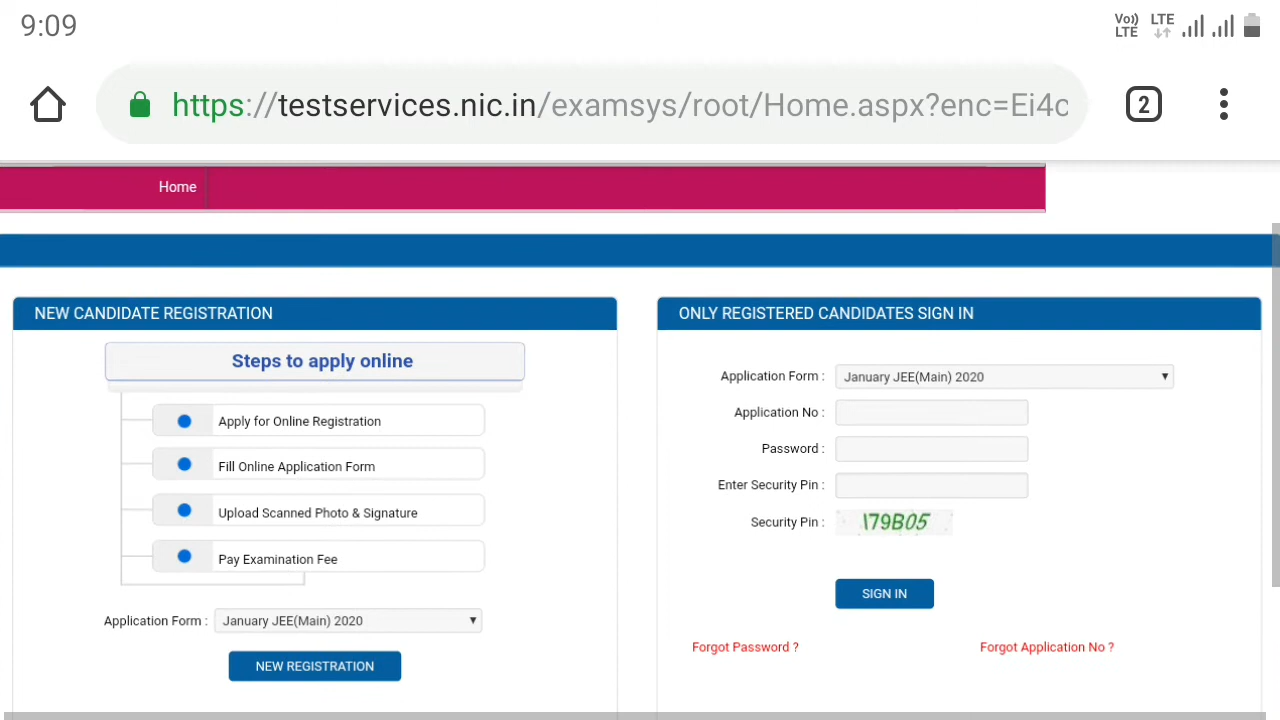 9:09
Vo)) LTE LTE
https://testservices.nic.in/examsys/root/Home.aspx?enc=Ei4c
2
Home
NEW CANDIDATE REGISTRATION
Steps to apply online
Apply for Online Registration
Fill Online Application Form
Upload Scanned Photo & Signature
Pay Examination Fee
Application Form : January JEE(Main) 2020
NEW REGISTRATION
ONLY REGISTERED CANDIDATES SIGN IN
Application Form : January JEE(Main) 2020
Application No :
Password :
Enter Security Pin :
Security Pin : \79B05
SIGN IN
Forgot Password ? Forgot Application No ?